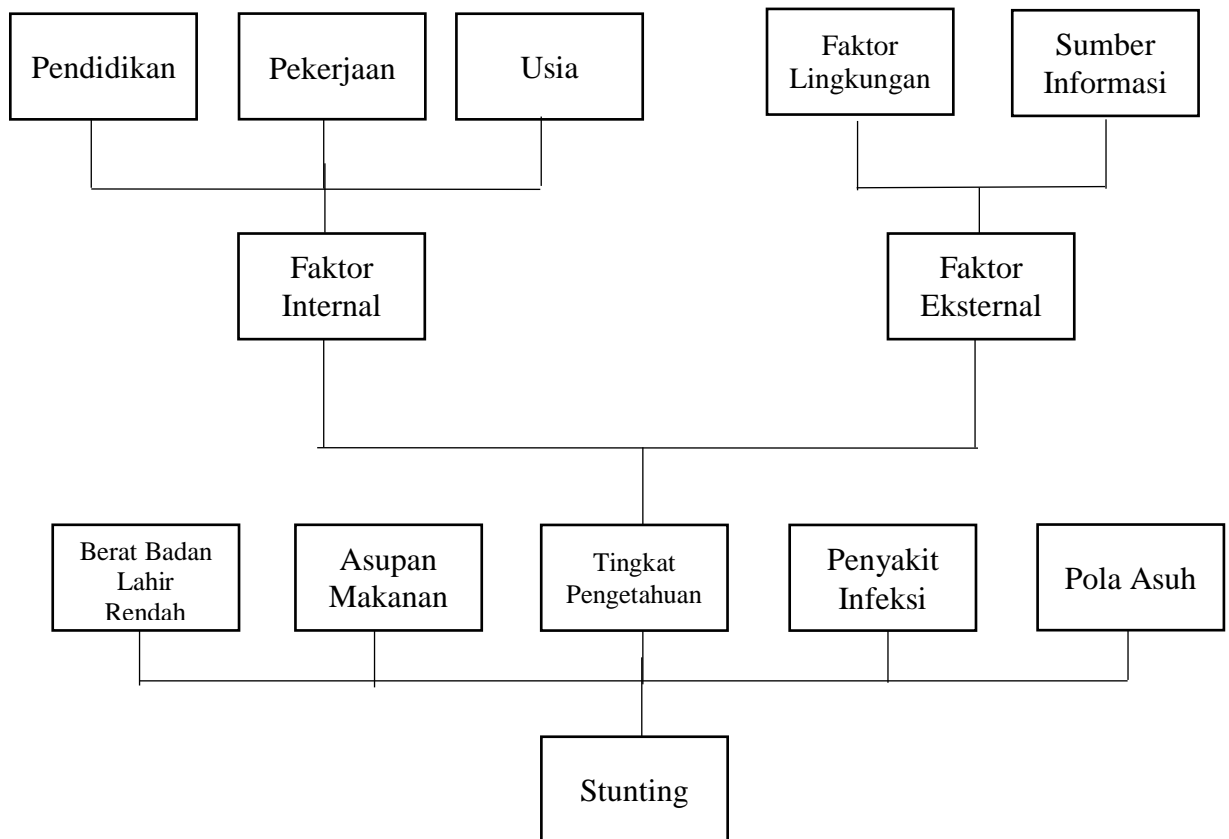 Pendidikan
Pekerjaan
Usia
Faktor
Lingkungan
Sumber
Informasi
Faktor
Internal
Faktor
Eksternal
Berat Badan
Lahir
Rendah
Asupan
Makanan
Tingkat
Pengetahuan
Penyakit
Infeksi
Pola Asuh
Stunting